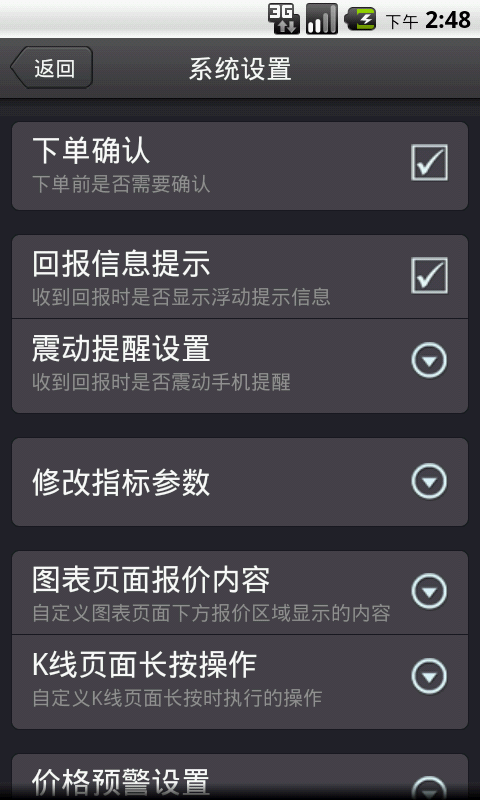 3G 下午 2:48
返回 系统设置
下单确认
下单前是否需要确认
回报信息提示
收到回报时是否显示浮动提示信息
震动提醒设置
收到回报时是否震动手机提醒
修改指标参数
图表页面报价内容
自定义图表页面下方报价区域显示的内容
K线页面长按操作
自定义K线页面长按时执行的操作
价格预警设置